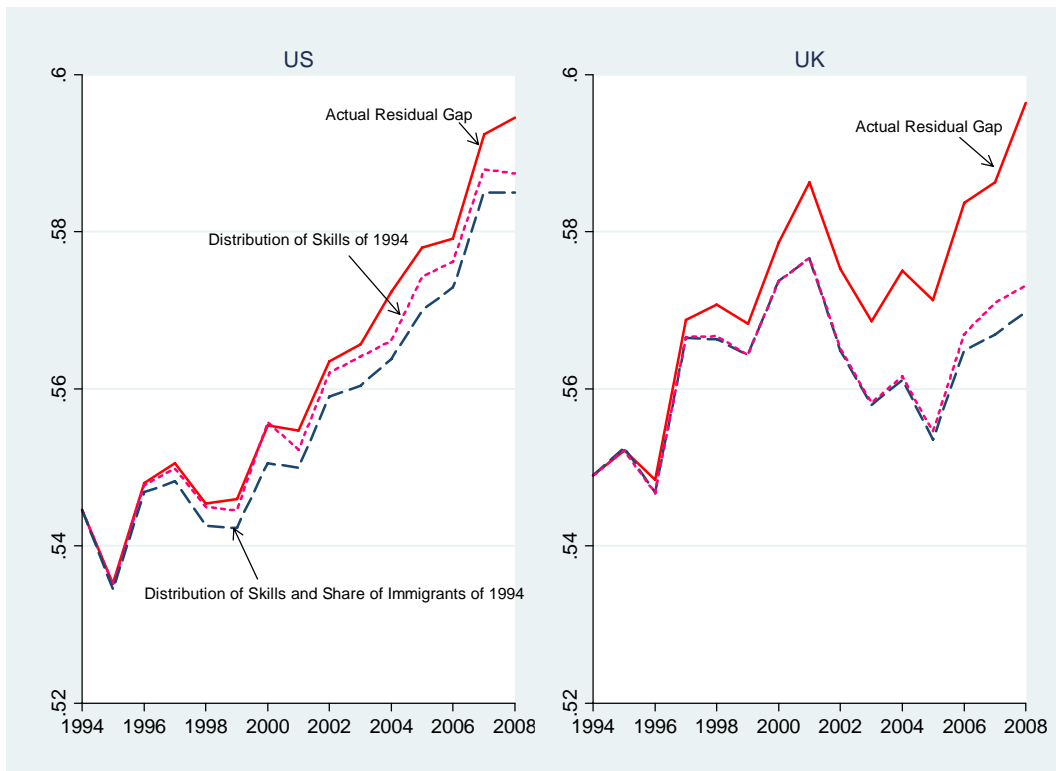 US
UK
.6
.58
.56
.54
.52
1994 1996 1998 2000 2002 2004 2006 2008
Actual Residual Gap
Distribution of Skills of 1994
Distribution of Skills and Share of Immigrants of 1994
.6
.58
.56
.54
.52
1994 1996 1998 2000 2002 2004 2006 2008
Actual Residual Gap